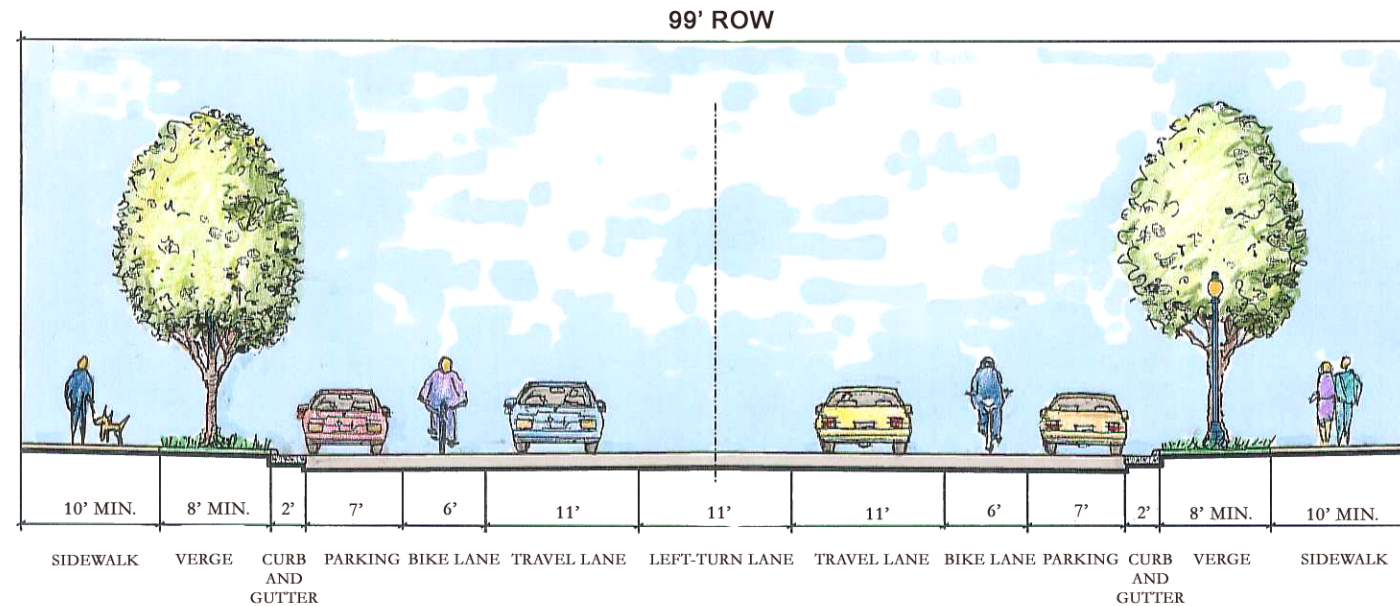 99' ROW
10' MIN. 8' MIN. 2' 7' 6' 11' 11' 11' 6' 7' 2' 8' MIN. 10' MIN.
SIDEWALK VERGE CURB AND GUTTER PARKING BIKE LANE TRAVEL LANE LEFT-TURN LANE TRAVEL LANE BIKE LANE PARKING CURB AND GUTTER VERGE SIDEWALK